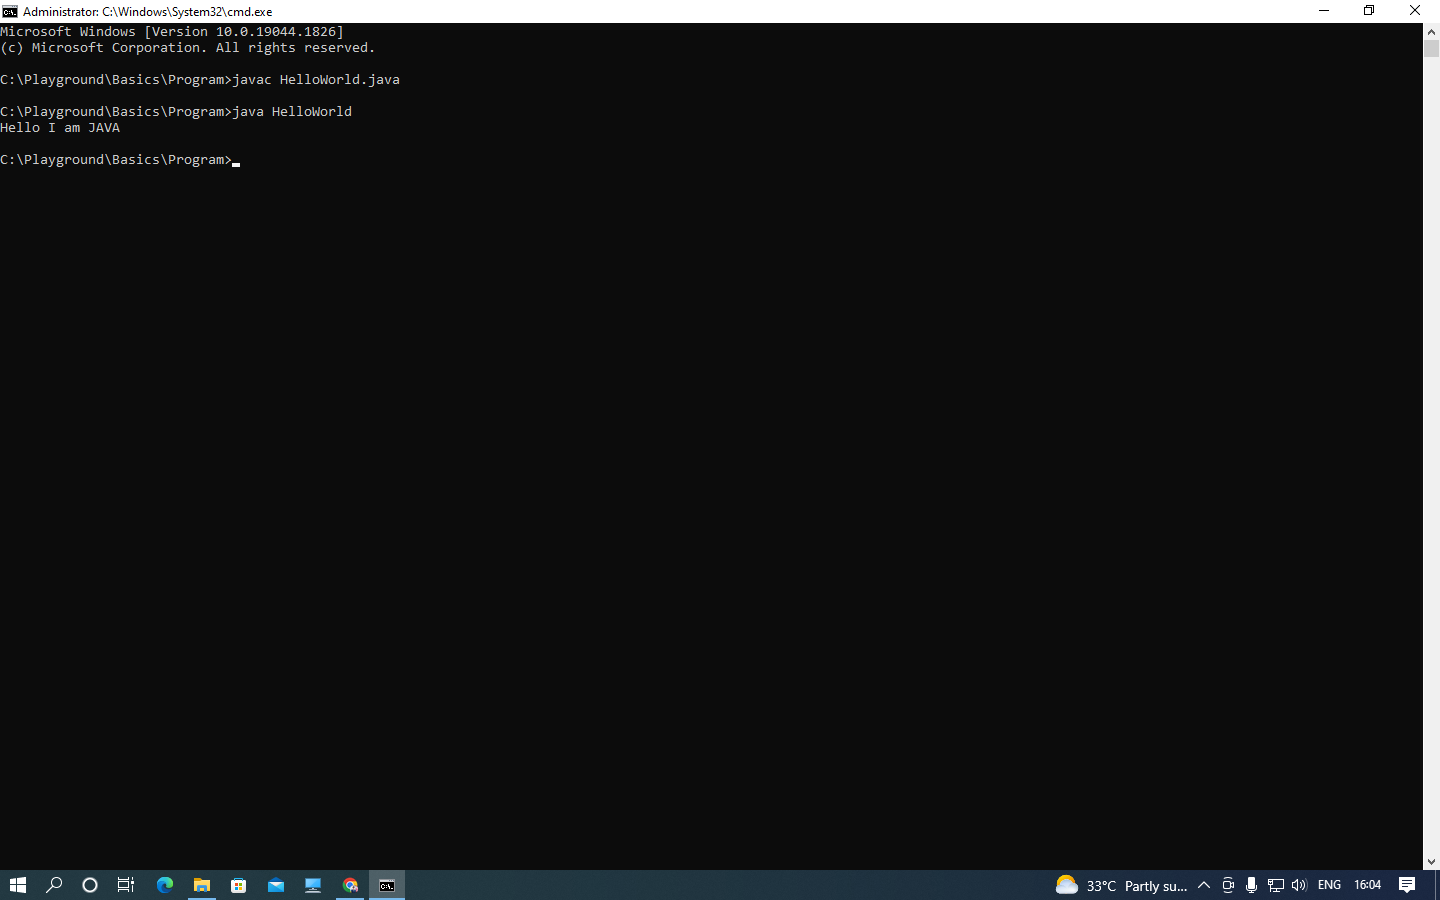 Administrator: C:\Windows\System32\cmd.exe
Microsoft Windows [Version 10.0.19044.1826]
(c) Microsoft Corporation. All rights reserved.
C:\Playground\Basics\Program>javac HelloWorld.java
C:\Playground\Basics\Program>java HelloWorld
Hello I am JAVA
C:\Playground\Basics\Program>
33°C Partly su... ENG 16:04